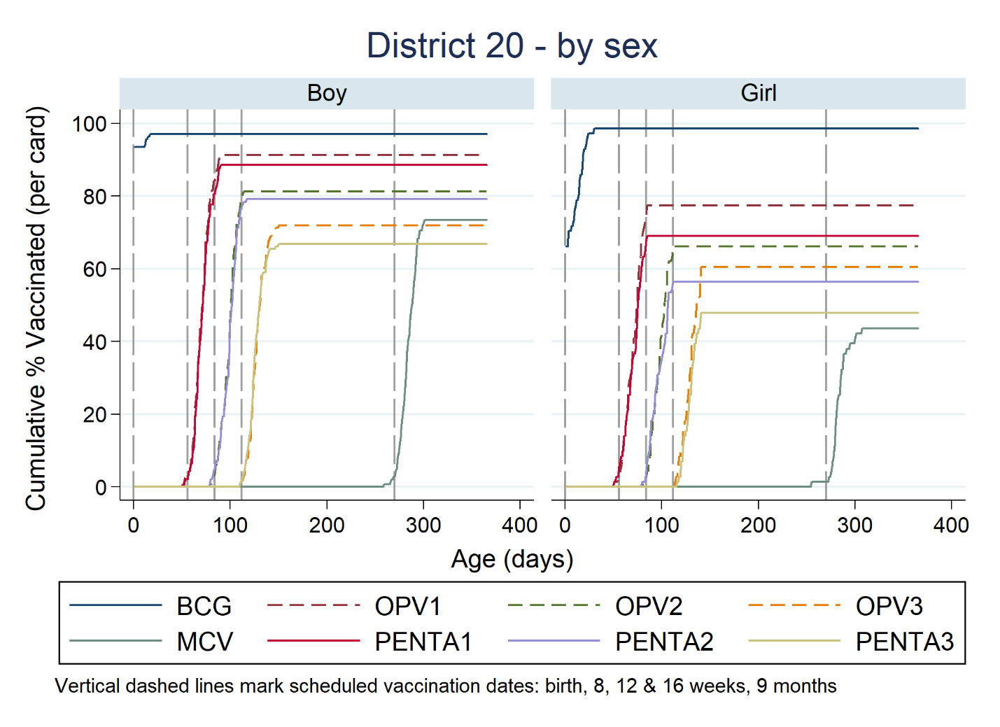 District 20 - by sex
Boy
Girl
Cumulative % Vaccinated (per card)
100
80
60
40
20
0
0 100 200 300 400
0 100 200 300 400
Age (days)
BCG OPV1 OPV2 OPV3
MCV PENTA1 PENTA2 PENTA3
Vertical dashed lines mark scheduled vaccination dates: birth, 8, 12 & 16 weeks, 9 months